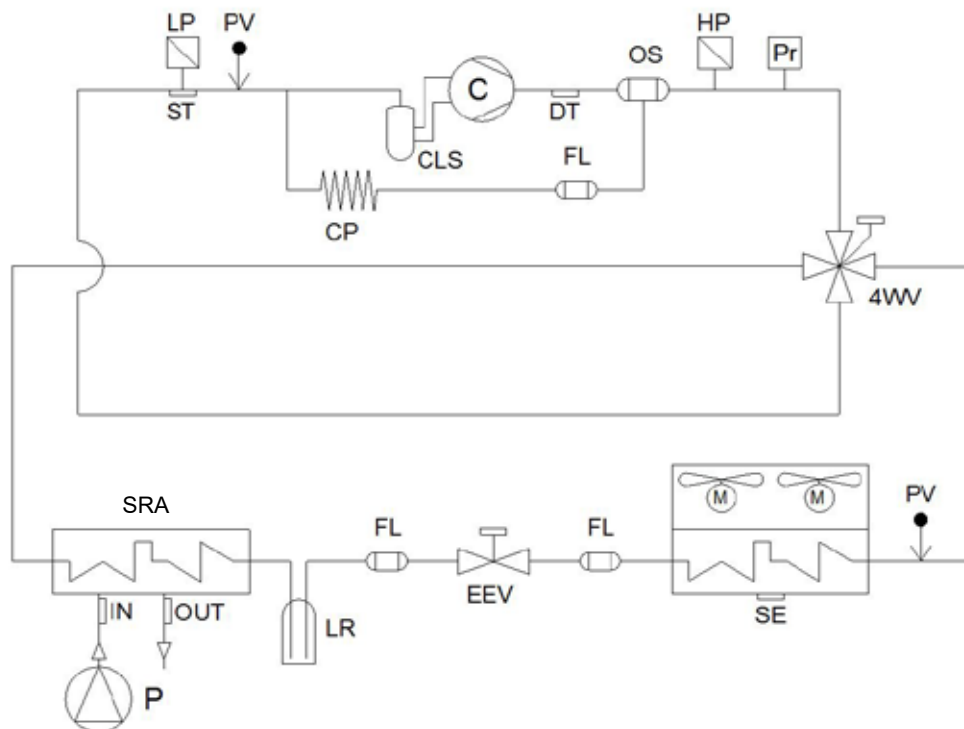 LP PV HP
OS Pr
ST C DT
CLS FL
CP
4WV
SRA PV
M M
FL FL
EEV
IN OUT LR SE
P